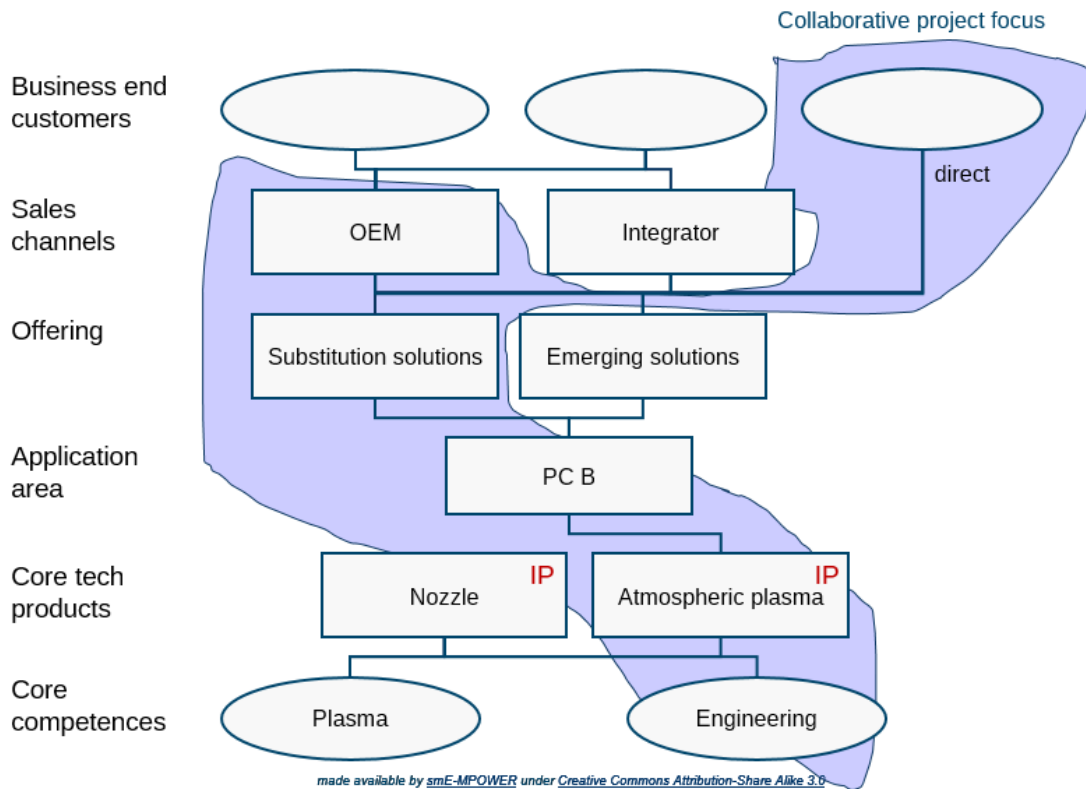 Collaborative project focus
Business end
customers
direct
Sales
channels
OEM
Integrator
Offering
Substitution solutions
Emerging solutions
Application
area
PC B
Core tech
products
IP
Nozzle
IP
Atmospheric plasma
Core
competences
Plasma
Engineering
made available by smE-MPOWER under Creative Commons Attribution-Share Alike 3.0